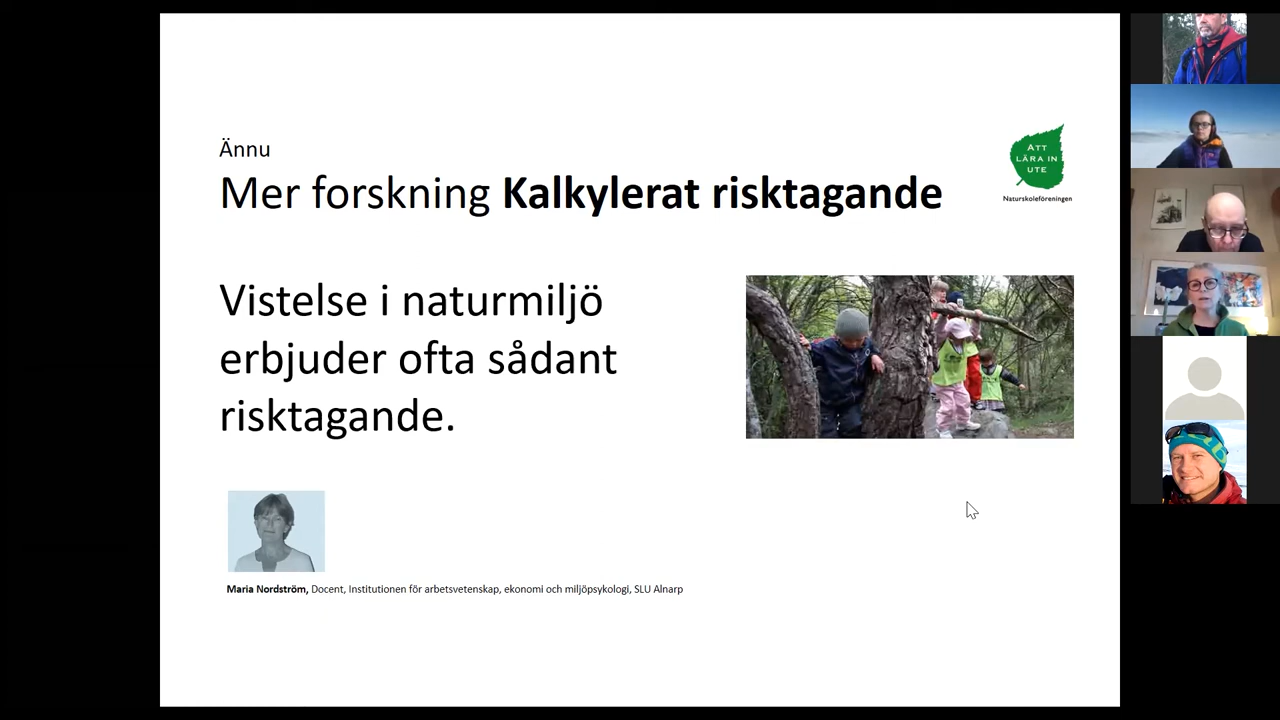 Ännu
Mer forskning Kalkylerat risktagande
ATT
LÄRA IN
UTE
Naturskoleföreningen
Vistelse i naturmiljö
erbjuder ofta sådant
risktagande.
Maria Nordström, Docent, Institutionen för arbetsvetenskap, ekonomi och miljöpsykologi, SLU Alnarp